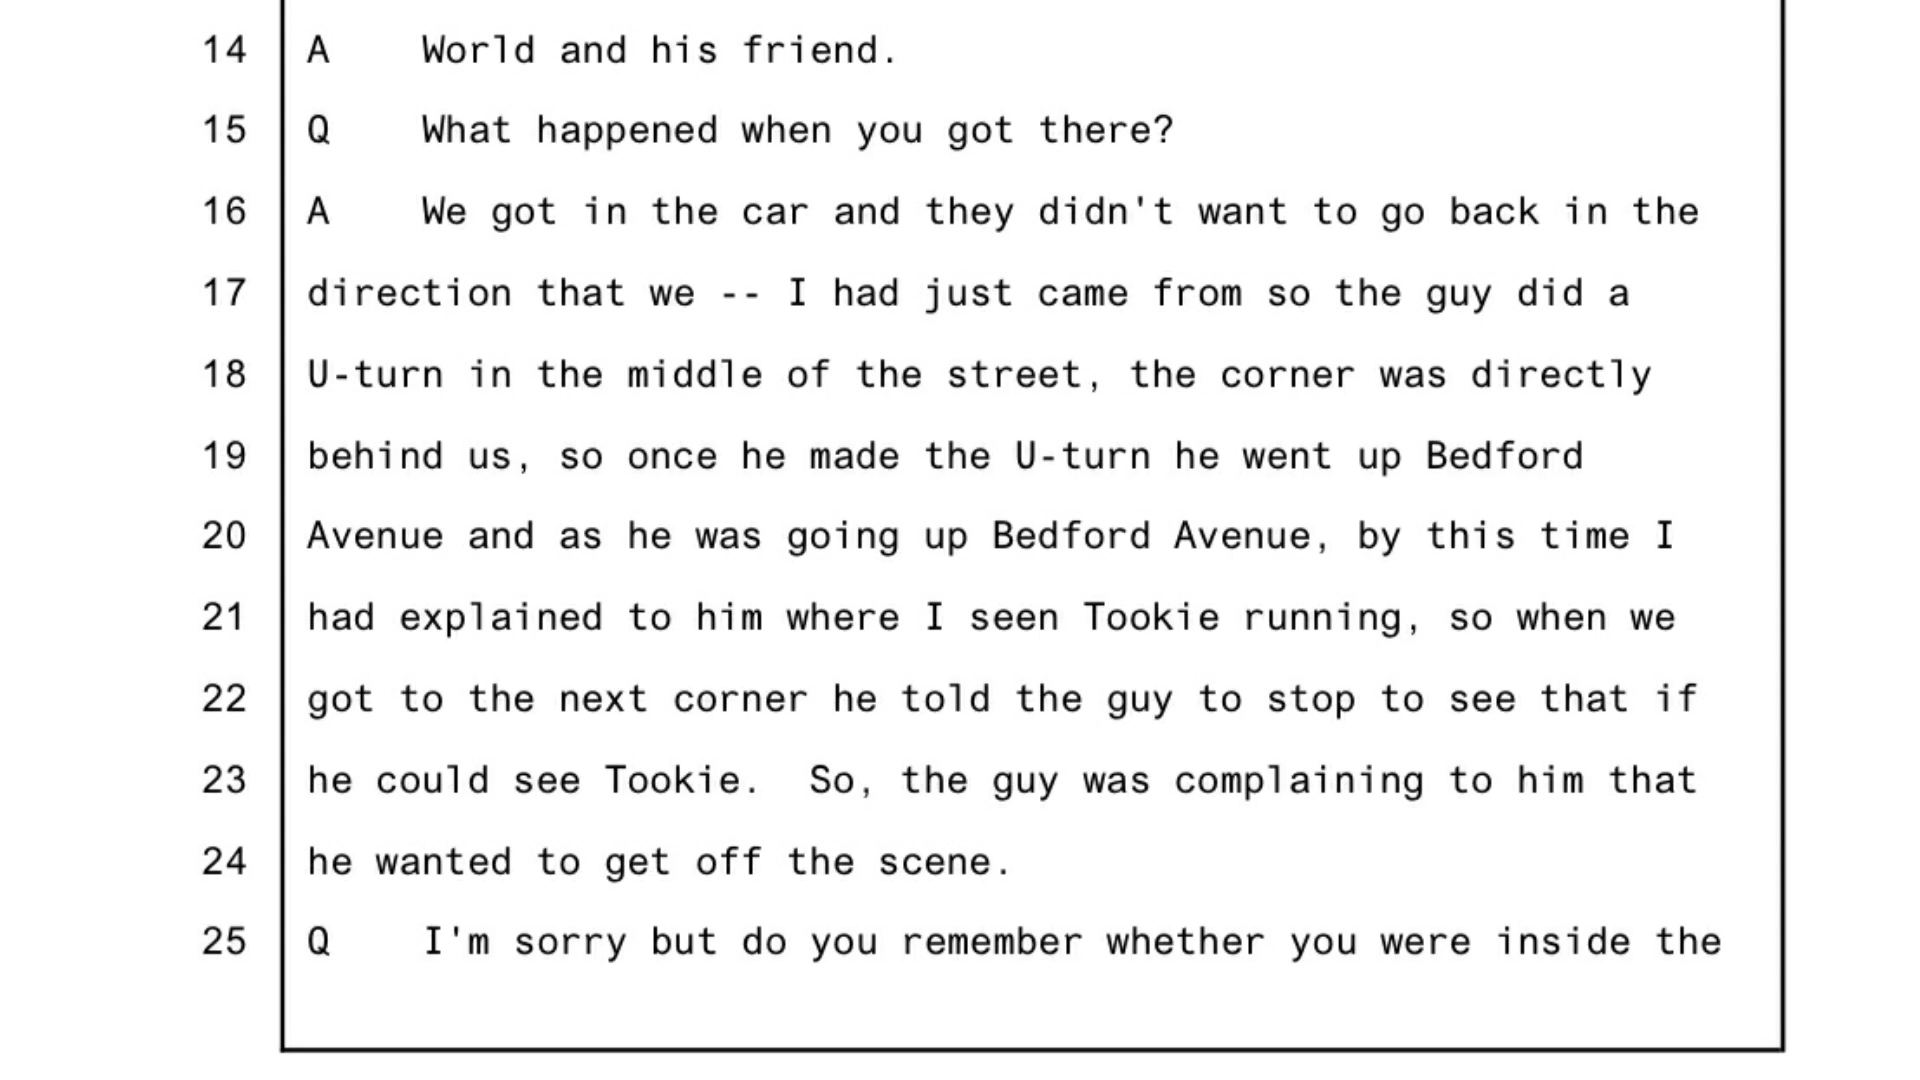 14 A World and his friend.
15 Q What happened when you got there?
16 A We got in the car and they didn't want to go back in the
17 direction that we -- I had just came from so the guy did a
18 U-turn in the middle of the street, the corner was directly
19 behind us, so once he made the U-turn he went up Bedford
20 Avenue and as he was going up Bedford Avenue, by this time I
21 had explained to him where I seen Tookie running, so when we
22 got to the next corner he told the guy to stop to see that if
23 he could see Tookie. So, the guy was complaining to him that
24 he wanted to get off the scene.
25 Q I'm sorry but do you remember whether you were inside the